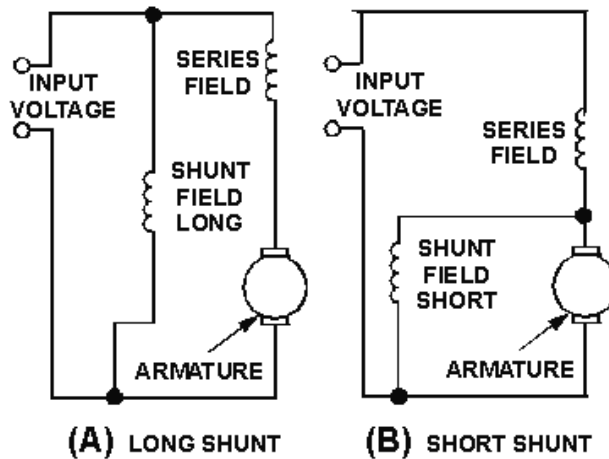 INPUT
VOLTAGE
SERIES
FIELD
SHUNT
FIELD
LONG
ARMATURE
(A) LONG SHUNT
INPUT
VOLTAGE
SERIES
FIELD
SHUNT
FIELD
SHORT
ARMATURE
(B) SHORT SHUNT